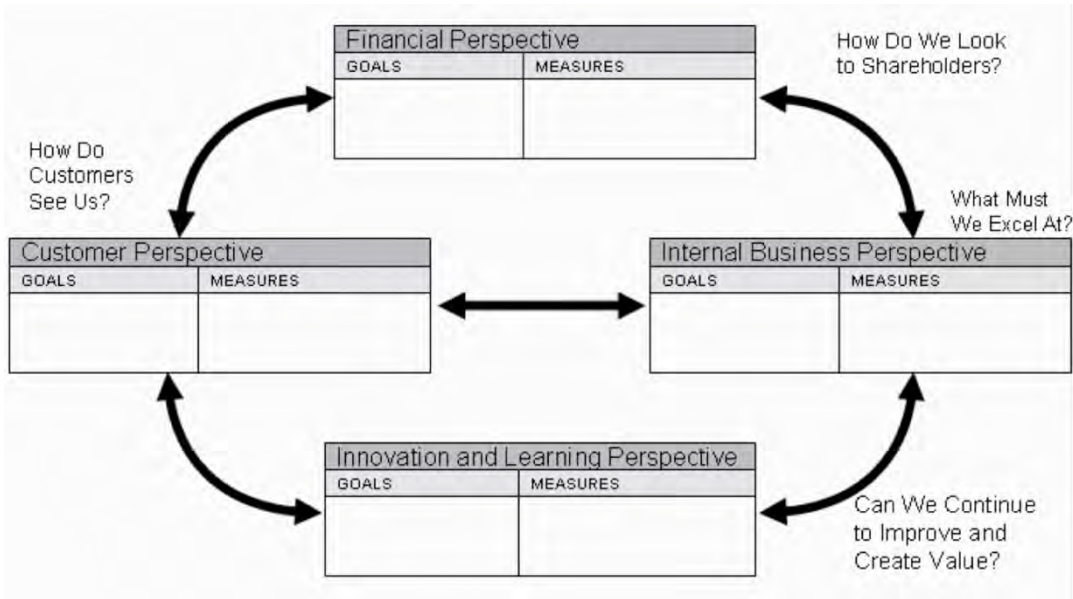 Financial Perspective
GOALS MEASURES
How Do We Look
to Shareholders?
How Do
Customers
See Us?
What Must
We Excel At?
Customer Perspective
GOALS MEASURES
Internal Business Perspective
GOALS MEASURES
Innovation and Learning Perspective
GOALS MEASURES
Can We Continue
to Improve and
Create Value?